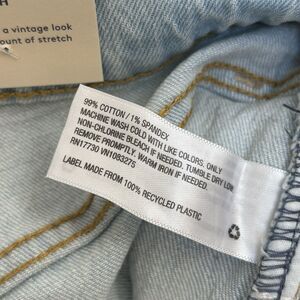 H
a vintage look
ount of stretch
99% COTTON / 1% SPANDEX
MACHINE WASH COLD WITH LIKE COLORS. ONLY
NON-CHLORINE BLEACH IF NEEDED. TUMBLE DRY LOW
REMOVE PROMPTLY. WARM IRON IF NEEDED.
RN17730 VN1083275
LABEL MADE FROM 100% RECYCLED PLASTIC